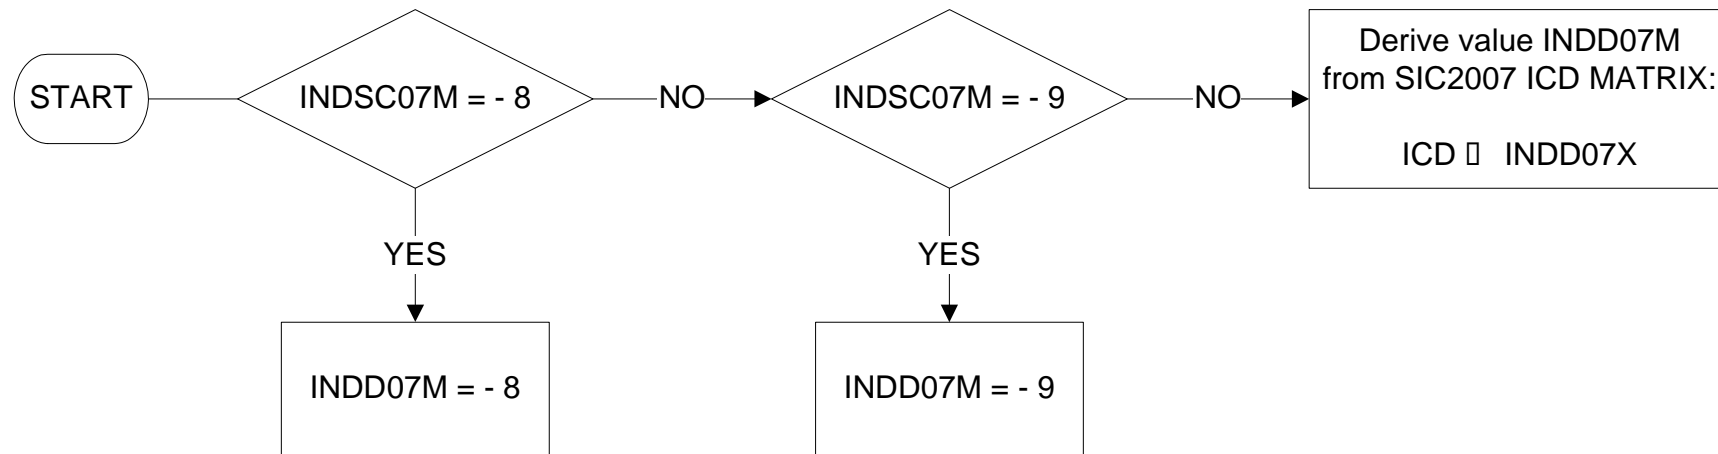 START
INDSC07M = - 8
NO
INDSC07M = - 9
NO
Derive value INDD07M
from SIC2007 ICD MATRIX:
ICD ▯ INDD07X
YES
YES
INDD07M = - 8
INDD07M = - 9